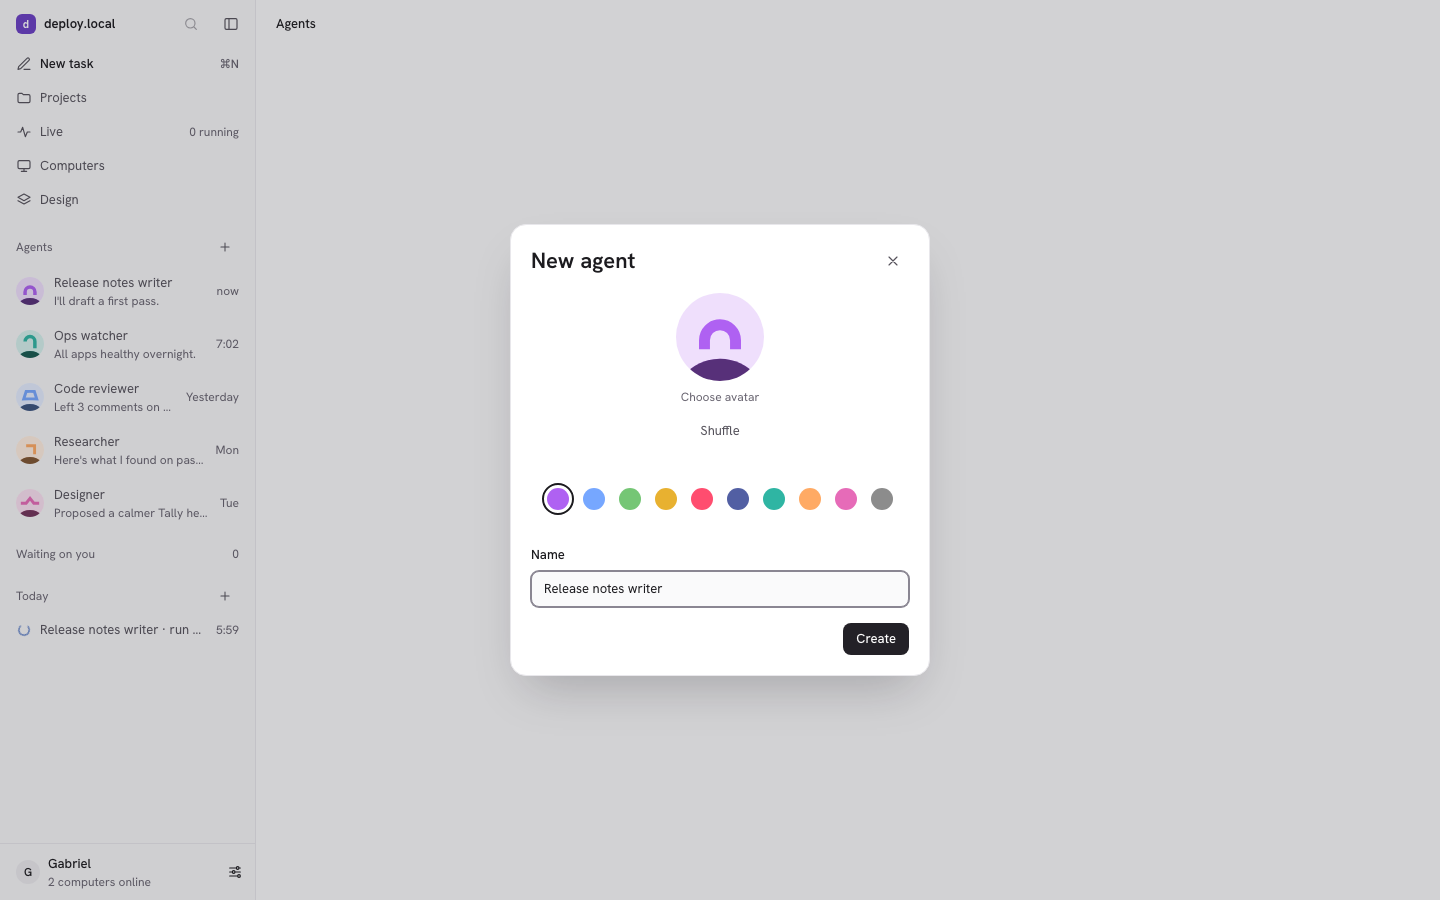 d deploy.local
New task ⌘N
Projects
Live 0 running
Computers
Design
Agents
Release notes writer
I'll draft a first pass. now
Ops watcher
All apps healthy overnight. 7:02
Code reviewer
Left 3 comments on ... Yesterday
Researcher
Here's what I found on pas... Mon
Designer
Proposed a calmer Tally he... Tue
Waiting on you 0
Today
Release notes writer · run ... 5:59
G
Gabriel
2 computers online
Agents
New agent
Choose avatar
Shuffle
Name
Release notes writer
Create